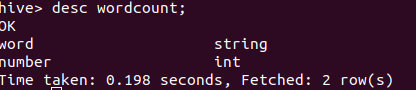 hive> desc wordcount;
OK
word string
number int
Time taken: 0.198 seconds, Fetched: 2 row(s)